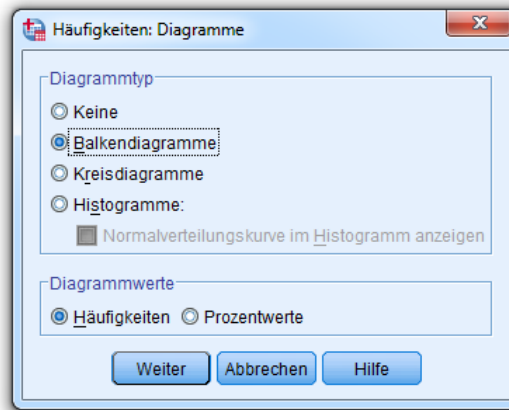 Häufigkeiten: Diagramme
Diagrammtyp
Keine
Balkendiagramme
Kreisdiagramme
Histogramme:
Normalverteilungskurve im Histogramm anzeigen
Diagrammwerte
Häufigkeiten Prozentwerte
Weiter Abbrechen Hilfe